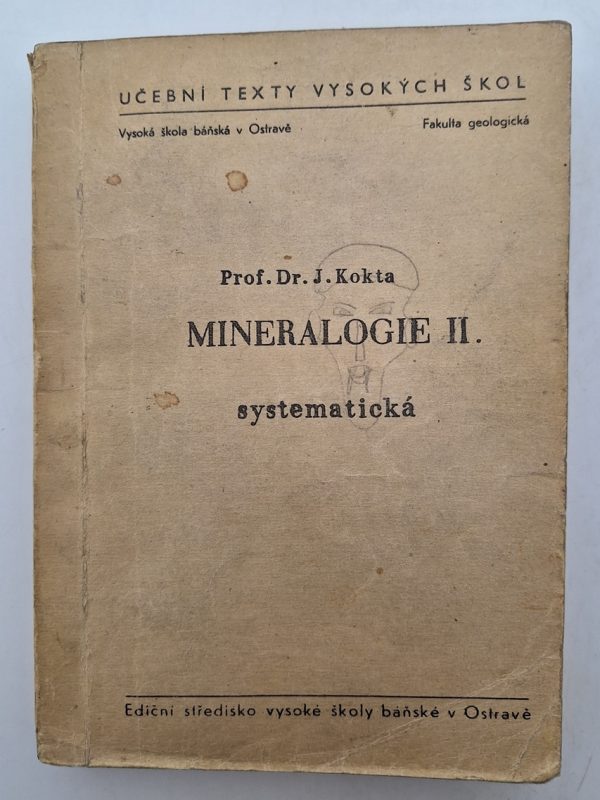 UČEBNÍ TEXTY VYSOKÝCH ŠKOL
Vysoká škola báňská v Ostravě Fakulta geologická
Prof. Dr. J. Kokta
MINERALOGIE II.
systematická
Ediční středisko vysoké školy báňské v Ostravě